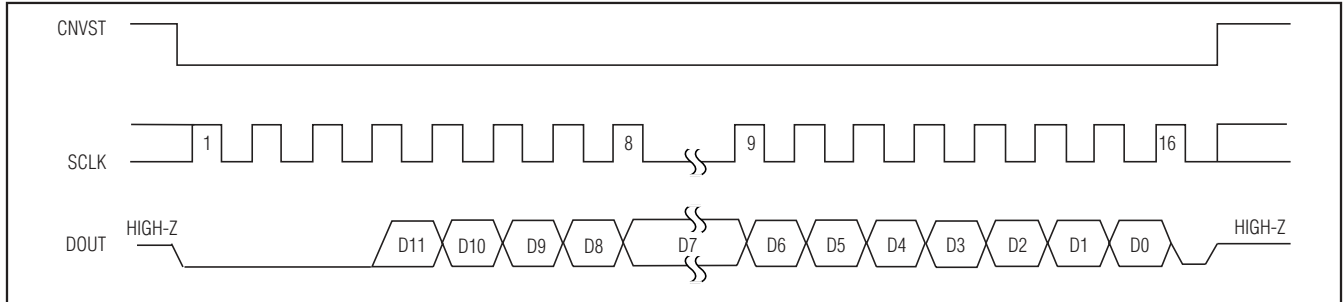 CNVST
1 8 9 16
SCLK
HIGH-Z HIGH-Z
DOUT D11 D10 D9 D8 D7 D6 D5 D4 D3 D2 D1 D0